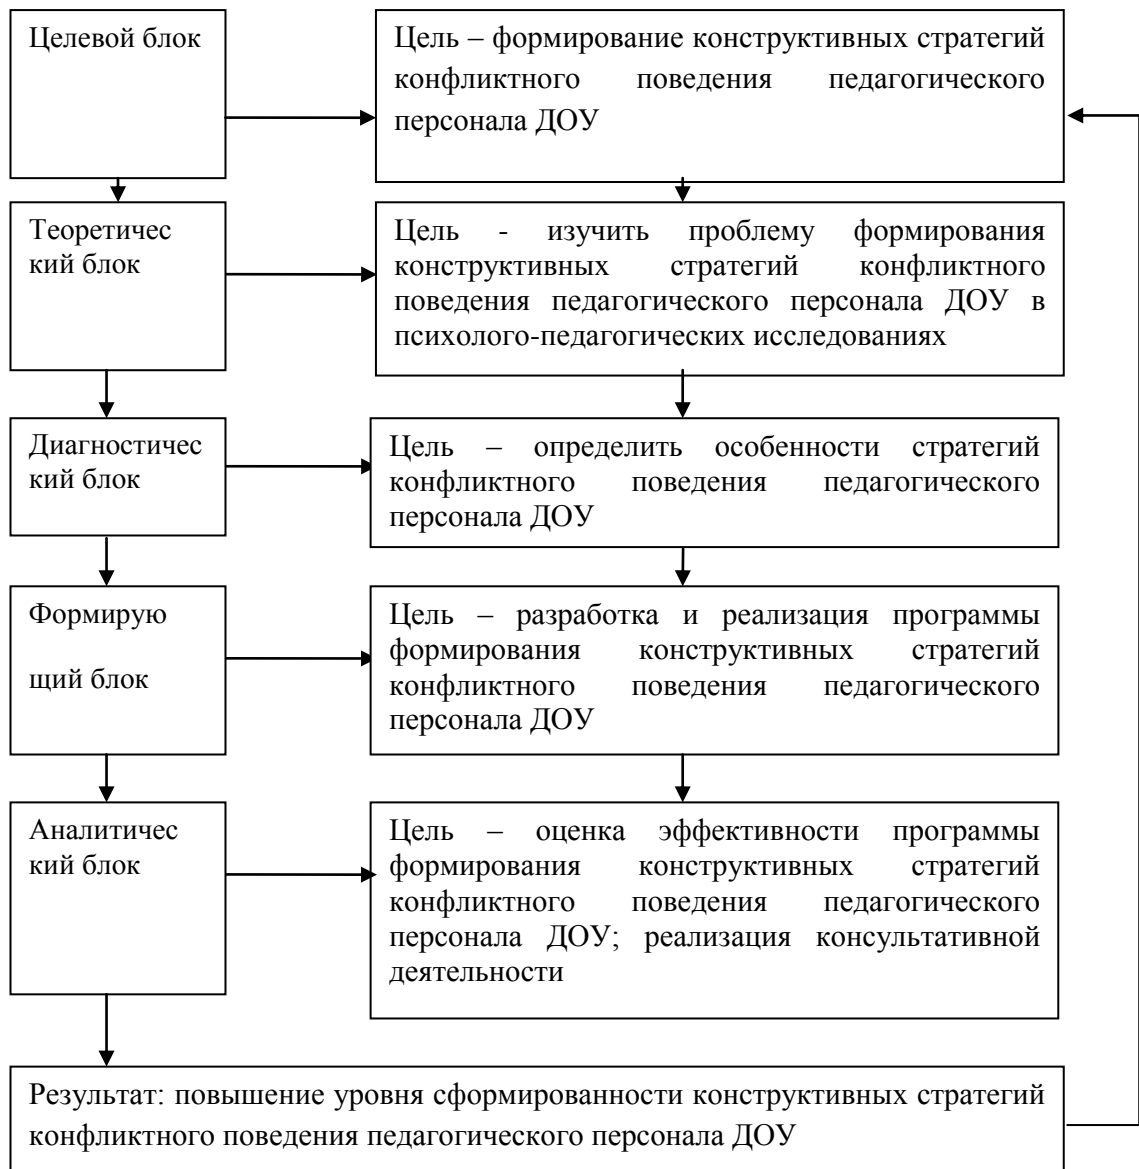 Целевой блок
Цель – формирование конструктивных стратегий
конфликтного поведения педагогического
персонала ДОУ
Теоретичес
кий блок
Цель - изучить проблему формирования
конструктивных стратегий конфликтного
поведения педагогического персонала ДОУ в
психолого-педагогических исследованиях
Диагностичес
кий блок
Цель – определить особенности стратегий
конфликтного поведения педагогического
персонала ДОУ
Формирую
щий блок
Цель – разработка и реализация программы
формирования конструктивных стратегий
конфликтного поведения педагогического
персонала ДОУ
Аналитичес
кий блок
Цель – оценка эффективности программы
формирования конструктивных стратегий
конфликтного поведения педагогического
персонала ДОУ; реализация консультативной
деятельности
Результат: повышение уровня сформированности конструктивных стратегий
конфликтного поведения педагогического персонала ДОУ